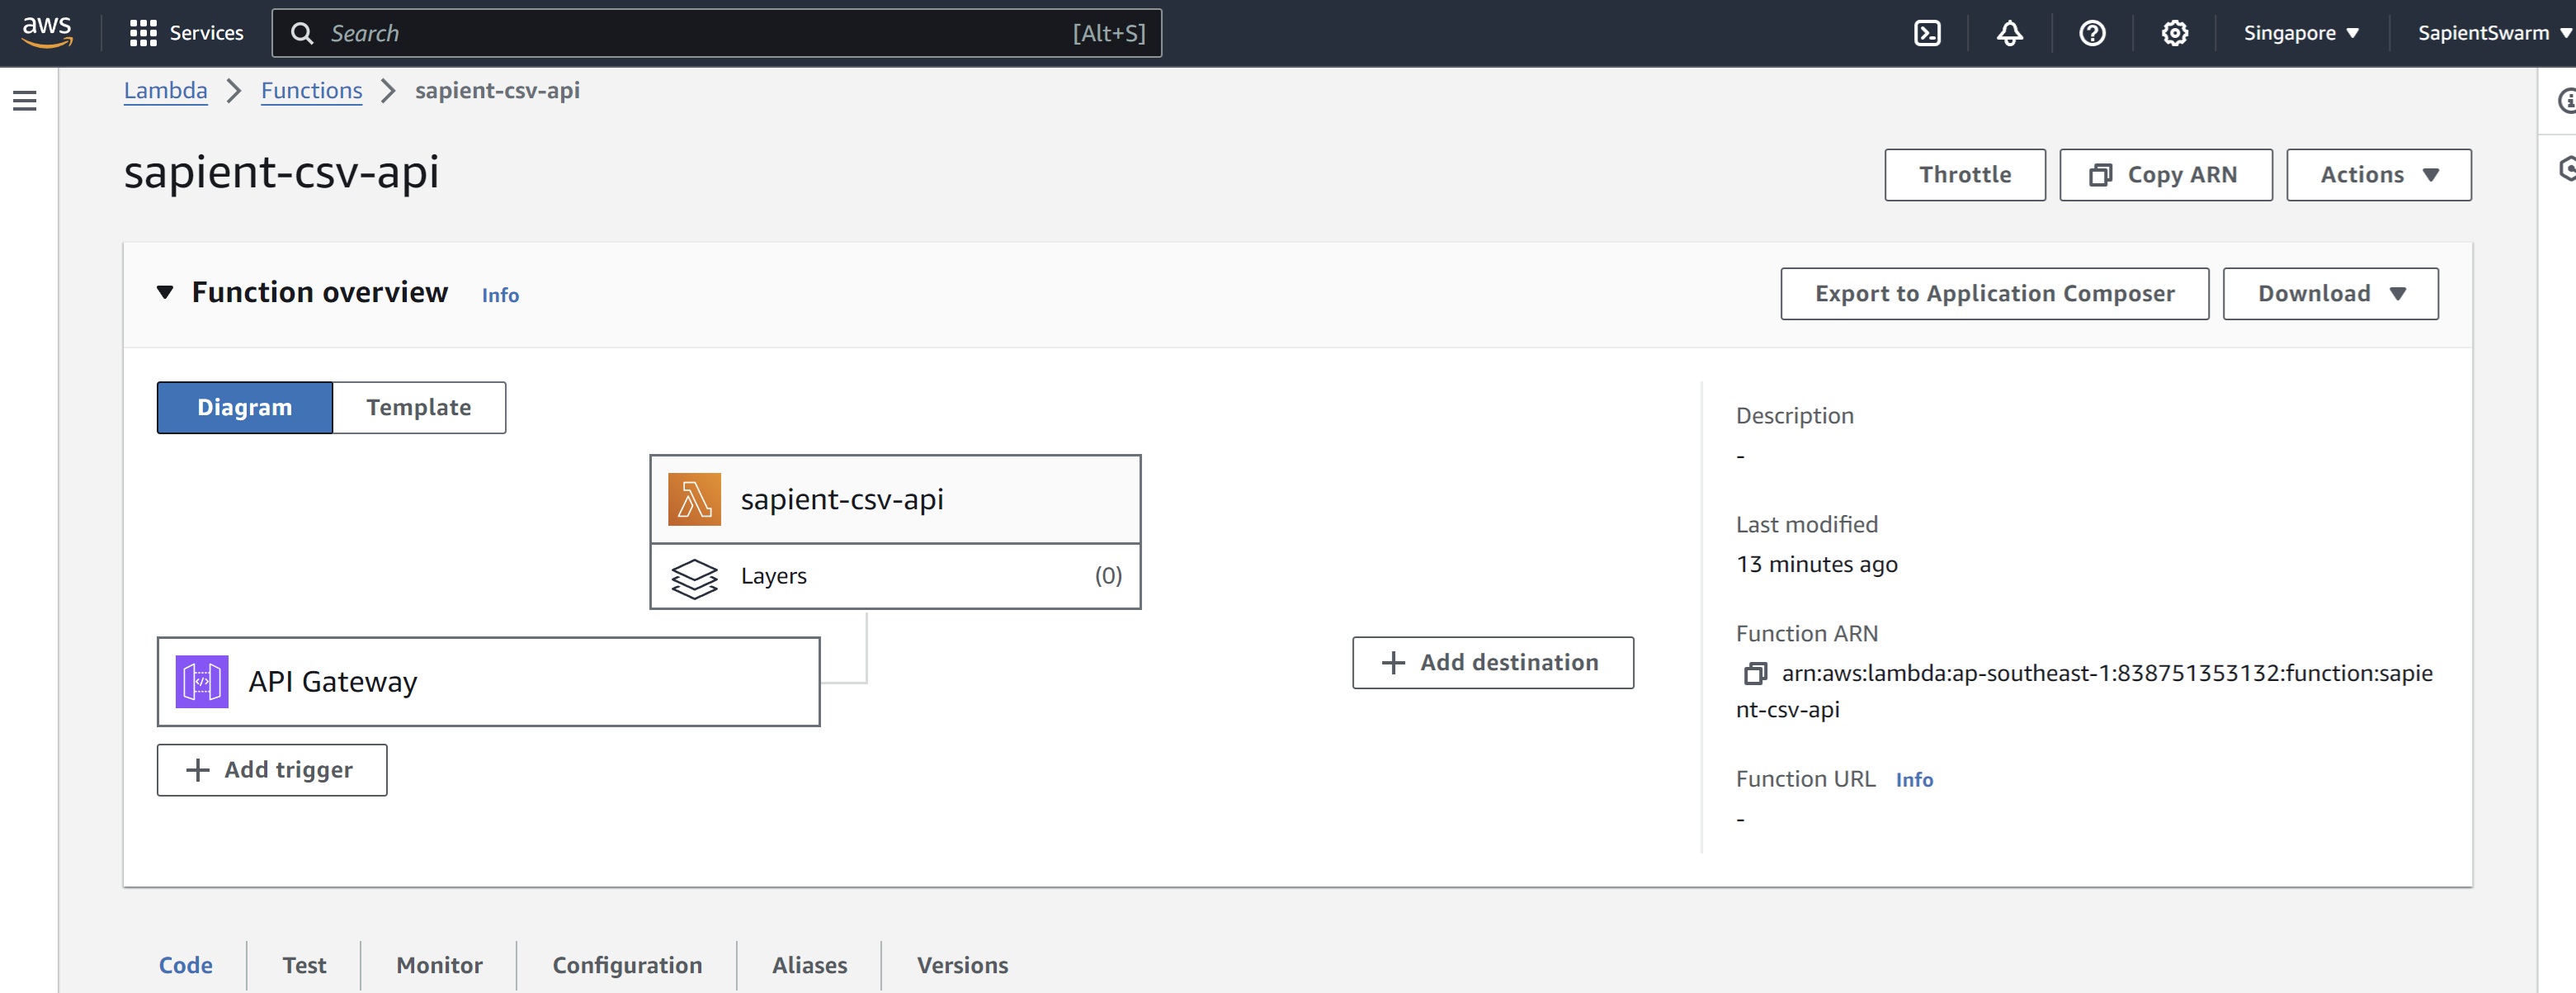 aws Services Search [Alt+S] Singapore SapientSwarm
Lambda Functions sapient-csv-api
sapient-csv-api
Throttle Copy ARN Actions
Function overview Info
Export to Application Composer Download
Diagram Template
sapient-csv-api
Layers (0)
API Gateway
Add trigger
Add destination
Description
-
Last modified
13 minutes ago
Function ARN
arn:aws:lambda:ap-southeast-1:838751353132:function:sapie
nt-csv-api
Function URL Info
-
Code Test Monitor Configuration Aliases Versions